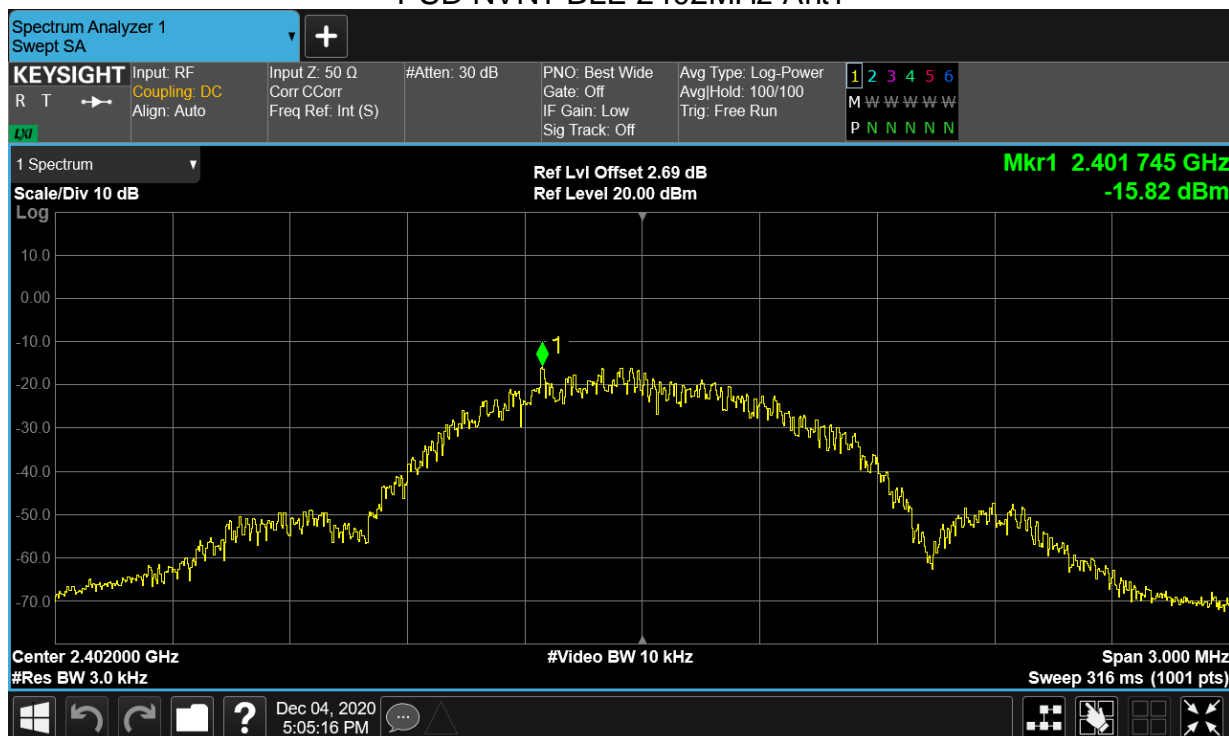 PSD NVNT BLE 2402MHz Ant1
Spectrum Analyzer 1
Swept SA
KEYSIGHT
R T
LXI
Input: RF
Coupling: DC
Align: Auto
Input Z: 50 Ω
Corr CCorr
Freq Ref: Int (S)
#Atten: 30 dB
PNO: Best Wide
Gate: Off
IF Gain: Low
Sig Track: Off
Avg Type: Log-Power
Avg|Hold: 100/100
Trig: Free Run
1 2 3 4 5 6
M W W W W W
P N N N N N
1 Spectrum
Scale/Div 10 dB
Log
Ref Lvl Offset 2.69 dB
Ref Level 20.00 dBm
Mkr1 2.401 745 GHz
-15.82 dBm
10.0
0.00
-10.0
1
-20.0
-30.0
-40.0
-50.0
-60.0
-70.0
Center 2.402000 GHz
#Video BW 10 kHz
Span 3.000 MHz
#Res BW 3.0 kHz
Sweep 316 ms (1001 pts)
?
Dec 04, 2020
5:05:16 PM